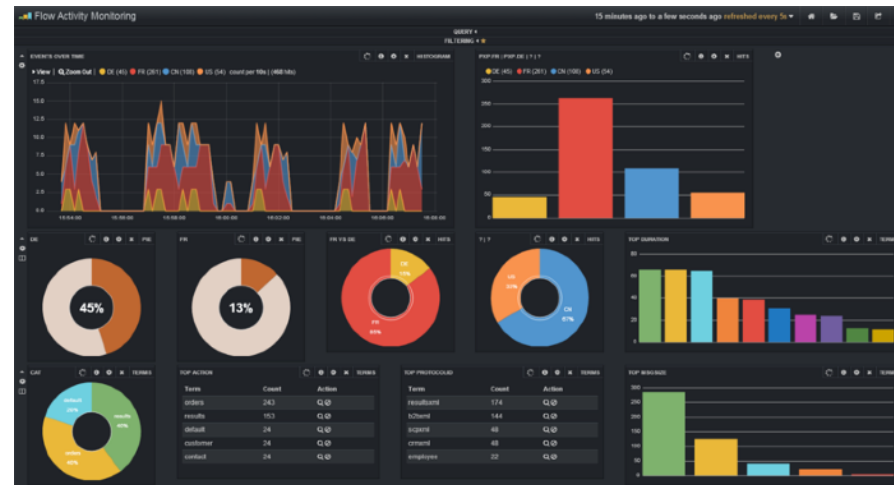 Flow Activity Monitoring
15 minutes ago to a few seconds ago refreshed every 5s
QUERY
FILTERING
EVENTS OVER TIME
HISTOGRAM
View | Zoom Out | DE (45) FR (261) CN (108) US (54) count per 10s | (468 hits)
17.5
15.0
12.5
10.0
7.5
5.0
2.5
0.0
HITS
DE (45) FR (261) CN (108) US (54)
300
250
200
150
100
50
0
DE
PIE
45%
FR
PIE
13%
FR VS DE
HITS
DE
FR
HITS
US
CN
67%
TOP DURATION
TERMS
80
60
40
20
0
CAT
TERMS
default
results
orders
TOP ACTION
TERMS
Term Count Action
orders 243
results 153
default 24
customer 24
contact 24
TOP PROTOCOLID
TERMS
Term Count Action
resultsxml 174
b2bxml 144
scpxml 48
crmxml 48
employee 22
TOP MSGSIZE
300
250
200
150
100
50
0